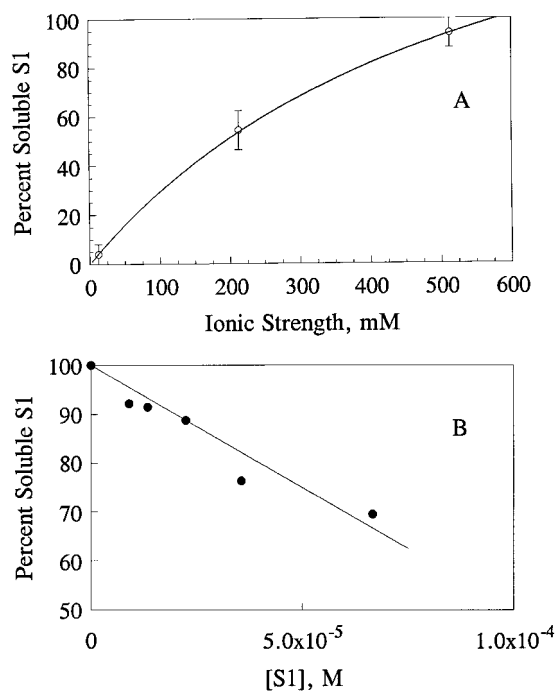 100
80
60
40
20
0
Percent Soluble S1
A
0 100 200 300 400 500 600
Ionic Strength, mM
100
90
80
70
60
50
Percent Soluble S1
B
0 5.0x10⁻⁵ 1.0x10⁻⁴
[S1], M